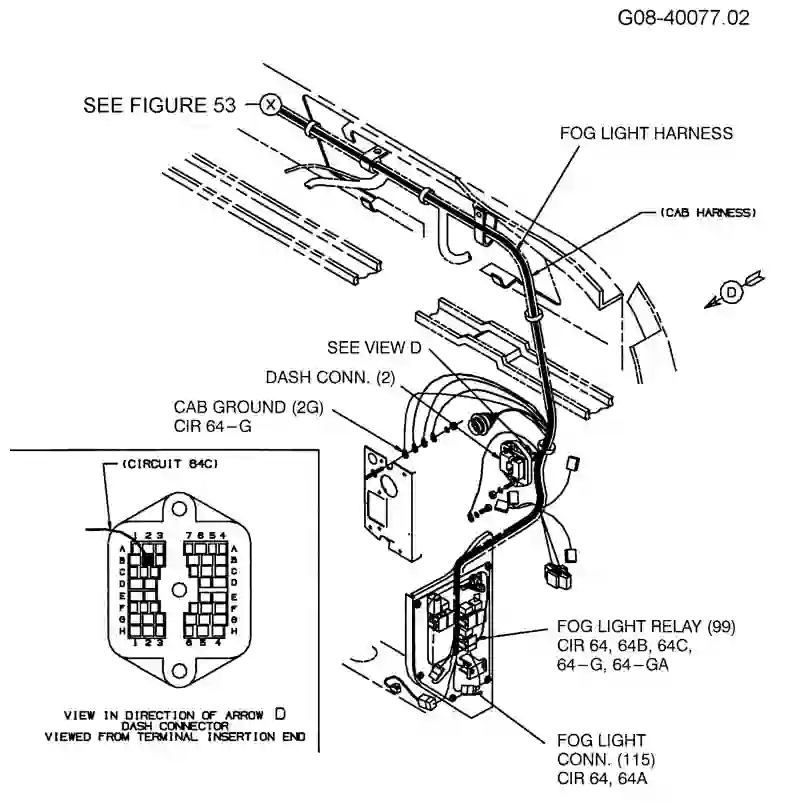 G08-40077.02
SEE FIGURE 53
X
FOG LIGHT HARNESS
(CAB HARNESS)
D
SEE VIEW D
DASH CONN. (2)
CAB GROUND (2G)
CIR 64-G
(CIRCUIT 64C)
1 2 3 7 6 5 4
A A
B B
C C
D D
E E
F F
G G
H H
1 2 3 6 5 4
VIEW IN DIRECTION OF ARROW D
DASH CONNECTOR
VIEWED FROM TERMINAL INSERTION END
FOG LIGHT RELAY (99)
CIR 64, 64B, 64C,
64-G, 64-GA
FOG LIGHT
CONN. (115)
CIR 64, 64A